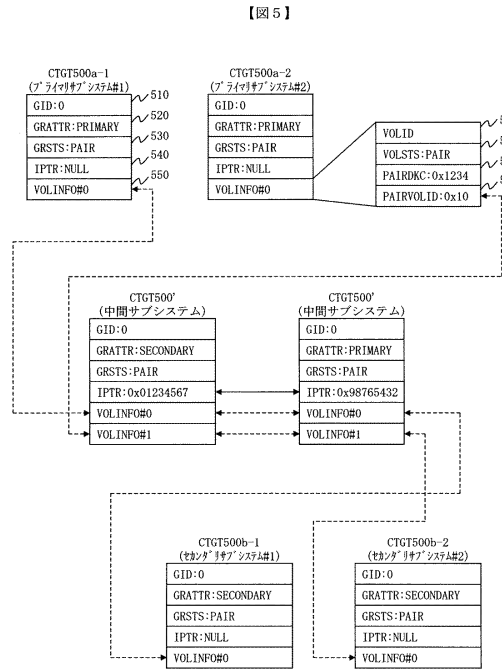 【図5】
CTGT500a-1
(プライマリサブシステム#1)
GID:0
GRATTR:PRIMARY
GRSTS:PAIR
IPTR:NULL
VOLINFO#0
510
520
530
540
550
CTGT500a-2
(プライマリサブシステム#2)
GID:0
GRATTR:PRIMARY
GRSTS:PAIR
IPTR:NULL
VOLINFO#0
VOLID
VOLSTS:PAIR
PAIRDKC:0x1234
PAIRVOLID:0x10
CTGT500'
(中間サブシステム)
GID:0
GRATTR:SECONDARY
GRSTS:PAIR
IPTR:0x01234567
VOLINFO#0
VOLINFO#1
CTGT500'
(中間サブシステム)
GID:0
GRATTR:PRIMARY
GRSTS:PAIR
IPTR:0x98765432
VOLINFO#0
VOLINFO#1
CTGT500b-1
(セカンダリサブシステム#1)
GID:0
GRATTR:SECONDARY
GRSTS:PAIR
IPTR:NULL
VOLINFO#0
CTGT500b-2
(セカンダリサブシステム#2)
GID:0
GRATTR:SECONDARY
GRSTS:PAIR
IPTR:NULL
VOLINFO#0